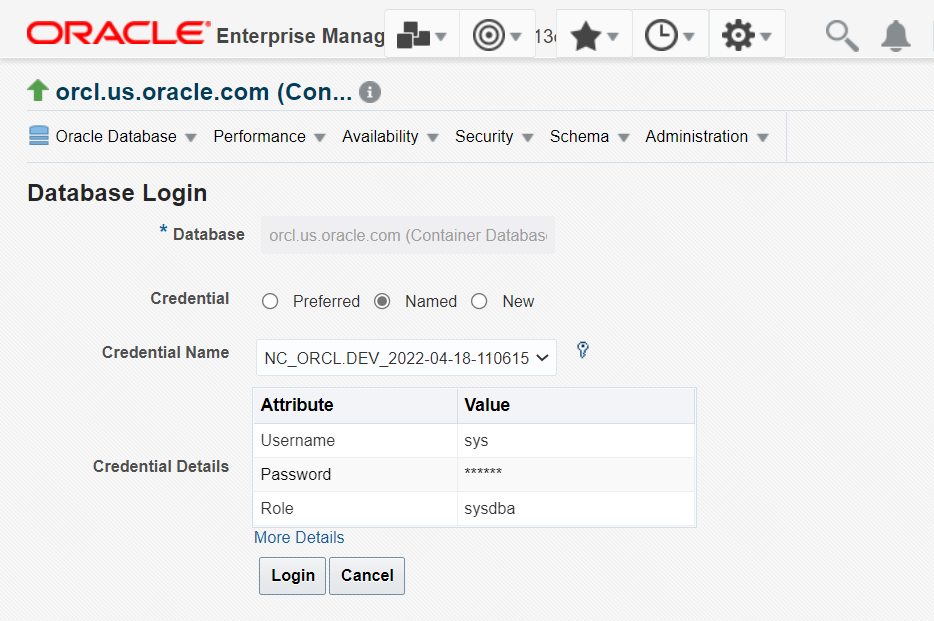 ORACLE® Enterprise Manag 13c
orcl.us.oracle.com (Con...
Oracle Database Performance Availability Security Schema Administration
Database Login
* Database orcl.us.oracle.com (Container Databas
Credential Preferred Named New
Credential Name NC_ORCL.DEV_2022-04-18-110615
Attribute Value
Username sys
Credential Details
Password ******
Role sysdba
More Details
Login Cancel